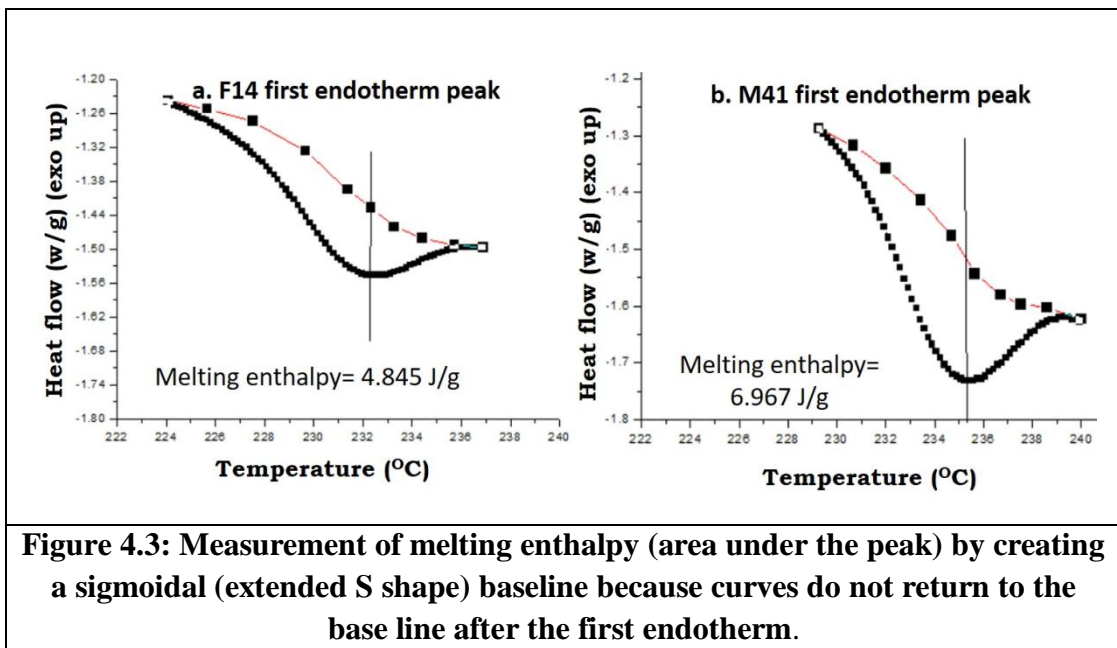 a. F14 first endotherm peak
Heat flow (w/g) (exo up)
-1.20
-1.26
-1.32
-1.38
-1.44
-1.50
-1.56
-1.62
-1.68
-1.74
-1.80
Melting enthalpy= 4.845 J/g
222 224 226 228 230 232 234 236 238 240
Temperature (OC)
b. M41 first endotherm peak
Heat flow (w/g) (exo up)
-1.2
-1.3
-1.4
-1.5
-1.6
-1.7
-1.8
Melting enthalpy=
6.967 J/g
222 224 226 228 230 232 234 236 238 240
Temperature (OC)
Figure 4.3: Measurement of melting enthalpy (area under the peak) by creating
a sigmoidal (extended S shape) baseline because curves do not return to the
base line after the first endotherm.